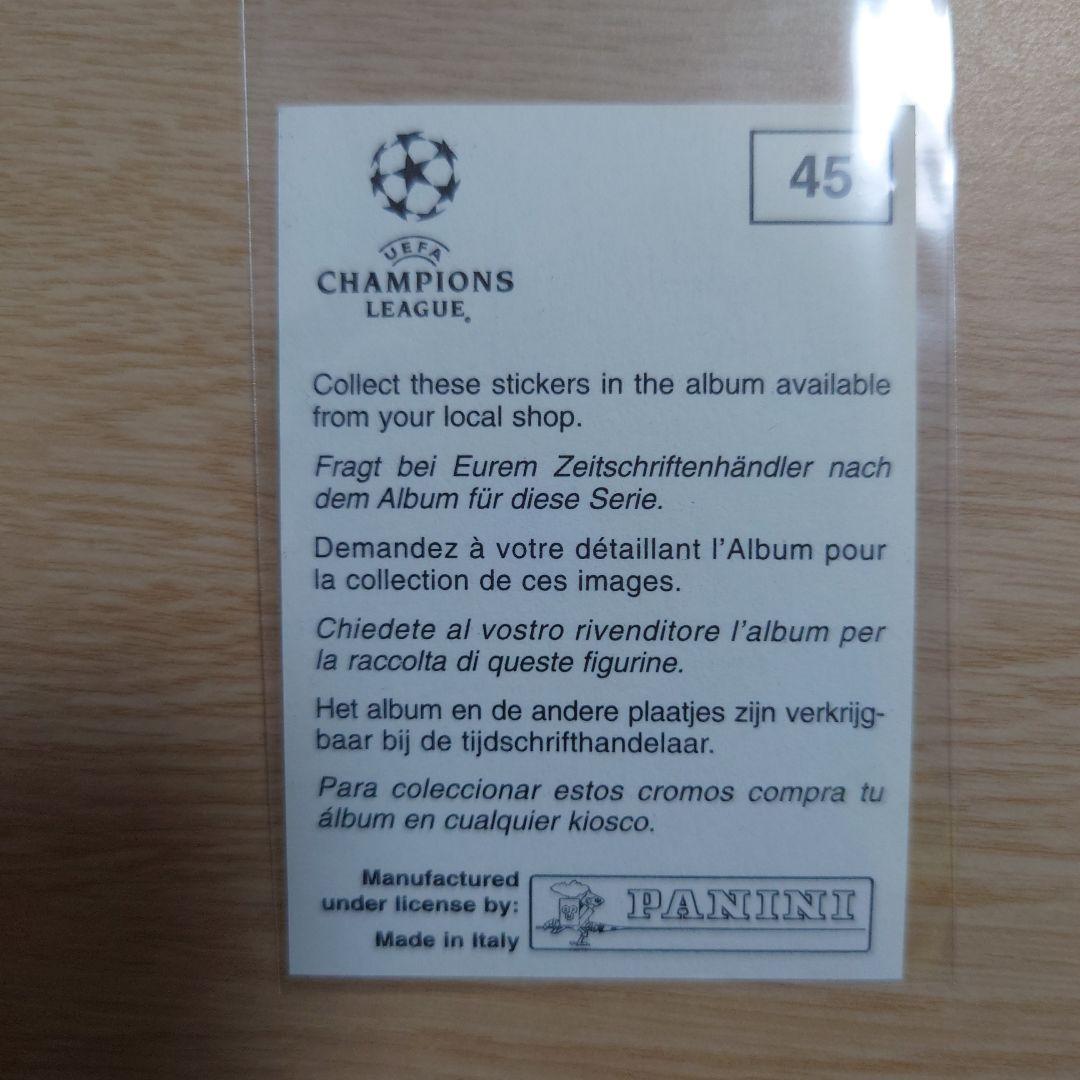 45
UEFA
CHAMPIONS
LEAGUE
Collect these stickers in the album available
from your local shop.
Fragt bei Eurem Zeitschriftenhändler nach
dem Album für diese Serie.
Demandez à votre détaillant l'Album pour
la collection de ces images.
Chiedete al vostro rivenditore l'album per
la raccolta di queste figurine.
Het album en de andere plaatjes zijn verkrijg-
baar bij de tijdschrifthandelaar.
Para coleccionar estos cromos compra tu
álbum en cualquier kiosco.
Manufactured
under license by:
Made in Italy
PANINI